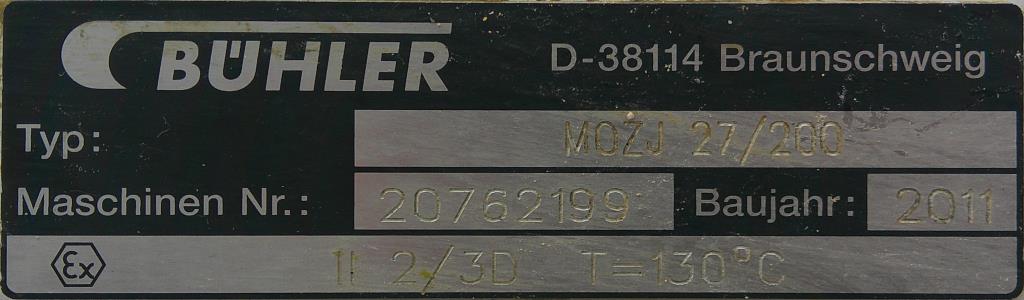 BÜHLER D-38114 Braunschweig
Typ: MOZJ 27/200
Maschinen Nr.: 20762199 Baujahr: 2011
Ex II 2/3D T=130°C